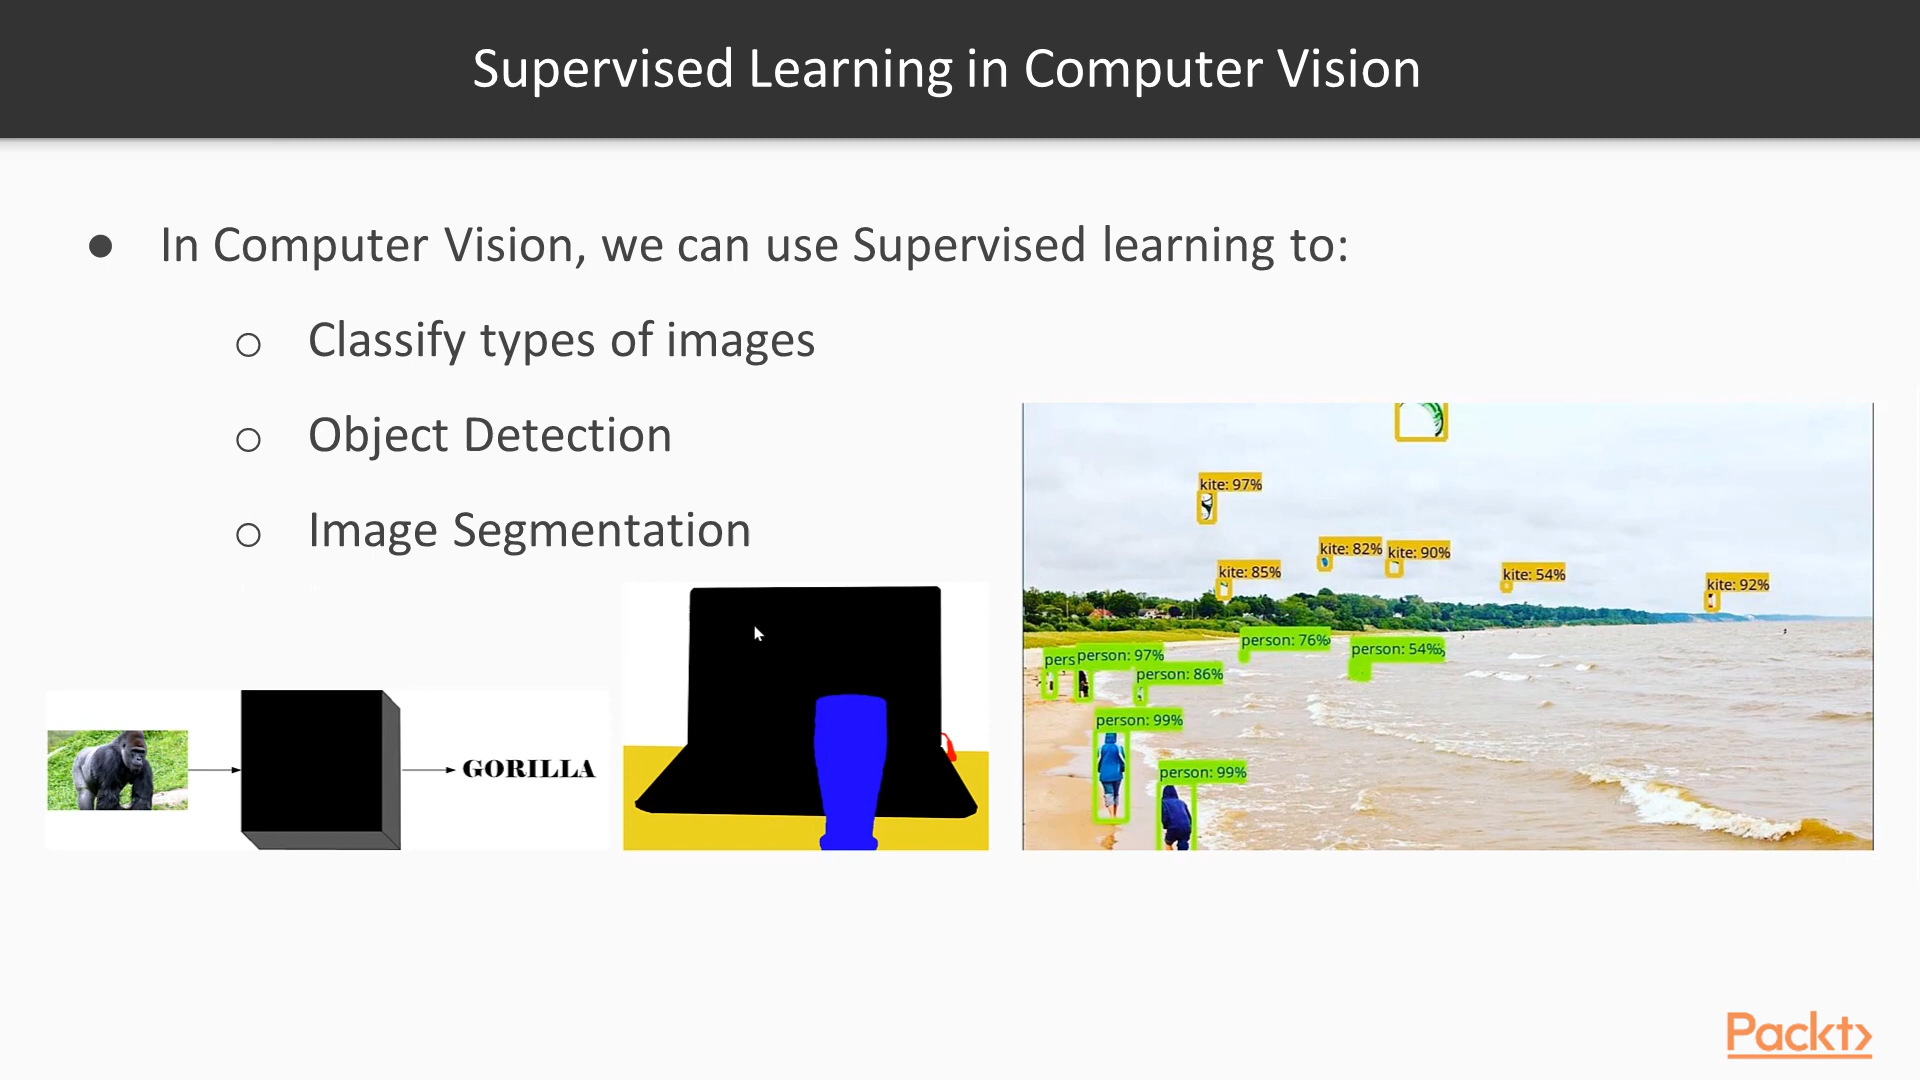 Supervised Learning in Computer Vision
● In Computer Vision, we can use Supervised learning to:
○ Classify types of images
○ Object Detection
○ Image Segmentation
kite: 97%
kite: 82%
kite: 90%
kite: 85%
kite: 54%
kite: 92%
person: 76%
person: 54%
pers
person: 97%
person: 86%
person: 99%
person: 99%
GORILLA
Packt>